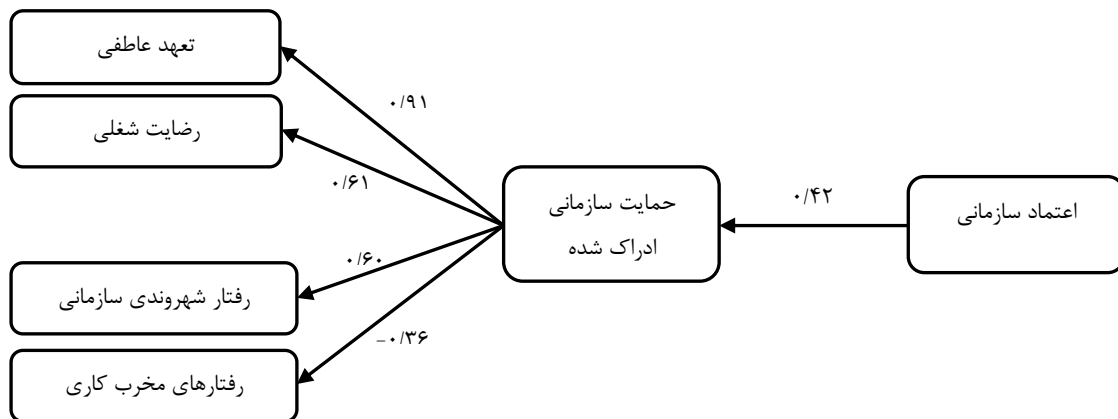 تعهد عاطفی
۰/۹۱
رضایت شغلی
۰/۶۱
اعتماد سازمانی
۰/۴۲
حمایت سازمانی
ادراک شده
۰/۶۰
رفتار شهروندی سازمانی
-۰/۳۶
رفتارهای مخرب کاری